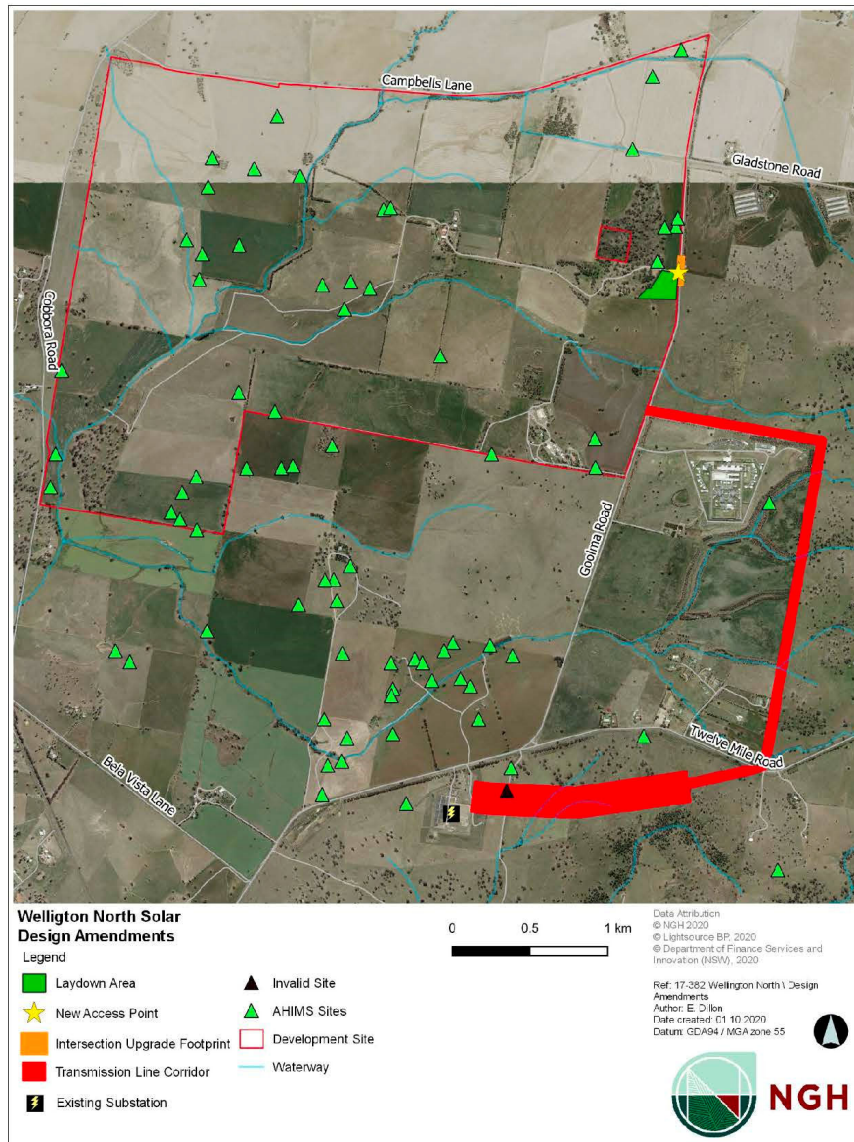 Campbells Lane
Gladstone Road
Cobbora Road
Goolma Road
Twelve Mile Road
Bela Vista Lane
Welligton North Solar
Design Amendments
Legend
Laydown Area
New Access Point
Intersection Upgrade Footprint
Transmission Line Corridor
Existing Substation
Invalid Site
AHIMS Sites
Development Site
Waterway
0 0.5 1 km
Data Attribution
© NGH 2020
© Lightsource BP, 2020
© Department of Finance Services and
Innovation (NSW), 2020
Ref: 17-382 Wellington North \ Design
Amendments
Author: E. Dillon
Date created: 01.10.2020
Datum: GDA94 / MGA zone 55
NGH